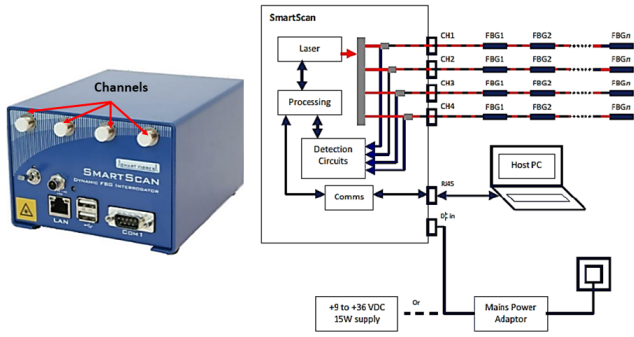 Channels
SMART FIBRES
SMARTSCAN
DYNAMIC FBG INTERROGATOR
LAN
COM1
SmartScan
Laser
Processing
Detection
Circuits
Comms
CH1
FBG1
FBG2
FBGn
CH2
FBG1
FBG2
FBGn
CH3
FBG1
FBG2
FBGn
CH4
FBG1
FBG2
FBGn
RJ45
Host PC
in
+9 to +36 VDC
15W supply
Or
Mains Power
Adaptor